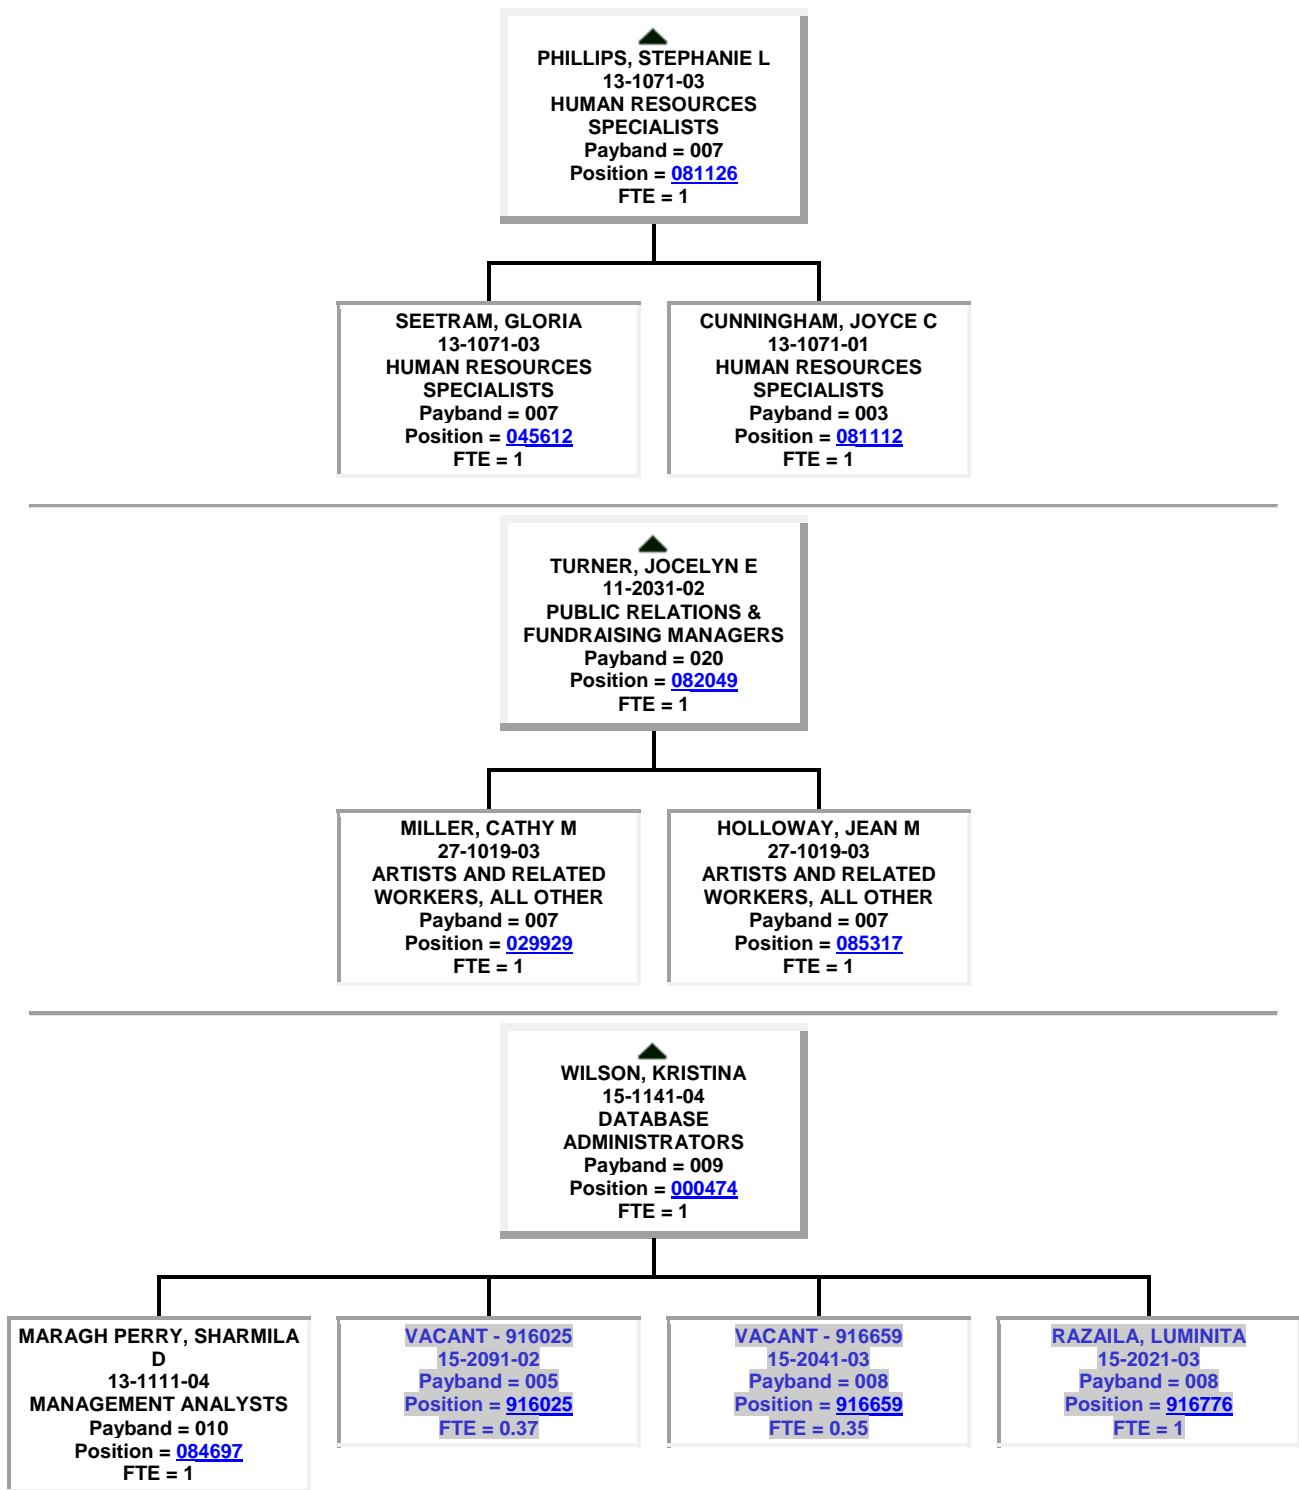 PHILLIPS, STEPHANIE L
13-1071-03
HUMAN RESOURCES
SPECIALISTS
Payband = 007
Position = 081126
FTE = 1
SEETRAM, GLORIA
13-1071-03
HUMAN RESOURCES
SPECIALISTS
Payband = 007
Position = 045612
FTE = 1
CUNNINGHAM, JOYCE C
13-1071-01
HUMAN RESOURCES
SPECIALISTS
Payband = 003
Position = 081112
FTE = 1
TURNER, JOCELYN E
11-2031-02
PUBLIC RELATIONS &
FUNDRAISING MANAGERS
Payband = 020
Position = 082049
FTE = 1
MILLER, CATHY M
27-1019-03
ARTISTS AND RELATED
WORKERS, ALL OTHER
Payband = 007
Position = 029929
FTE = 1
HOLLOWAY, JEAN M
27-1019-03
ARTISTS AND RELATED
WORKERS, ALL OTHER
Payband = 007
Position = 085317
FTE = 1
WILSON, KRISTINA
15-1141-04
DATABASE
ADMINISTRATORS
Payband = 009
Position = 000474
FTE = 1
MARAGH PERRY, SHARMILA
D
13-1111-04
MANAGEMENT ANALYSTS
Payband = 010
Position = 084697
FTE = 1
VACANT - 916025
15-2091-02
Payband = 005
Position = 916025
FTE = 0.37
VACANT - 916659
15-2041-03
Payband = 008
Position = 916659
FTE = 0.35
RAZAILA, LUMINITA
15-2021-03
Payband = 008
Position = 916776
FTE = 1